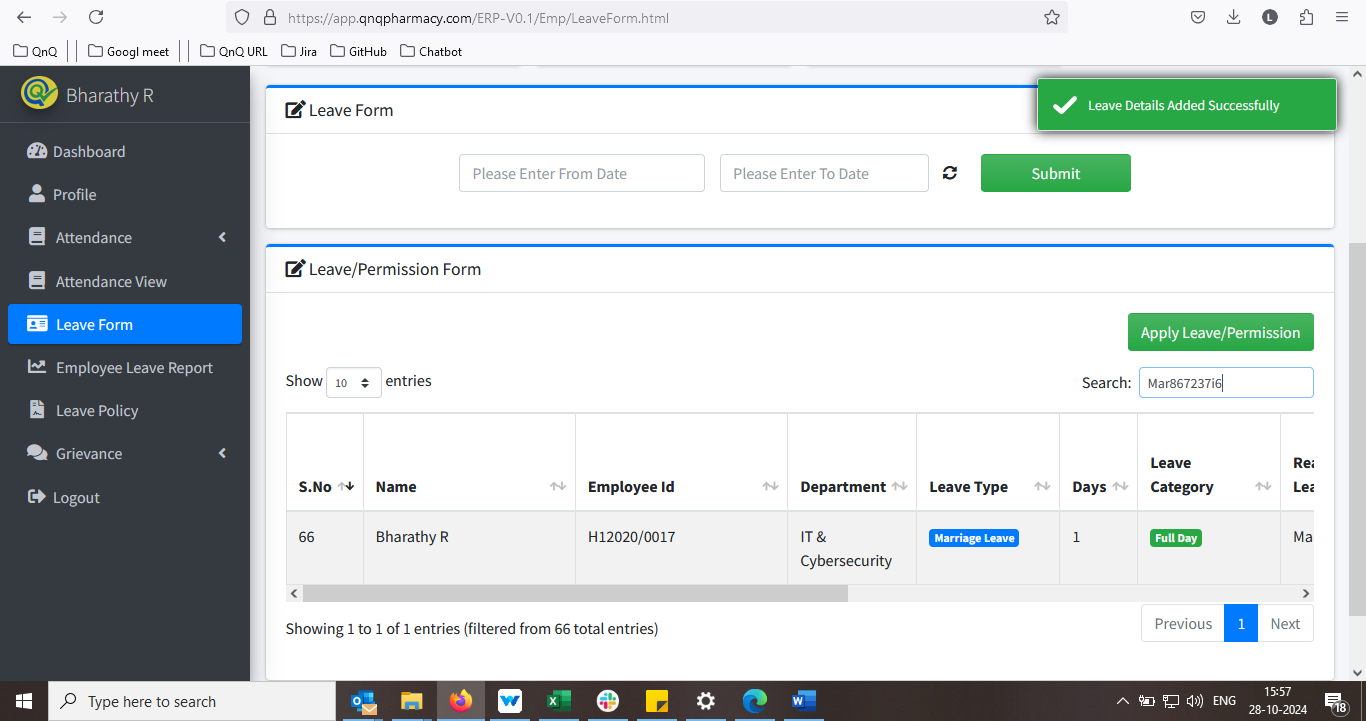 https://app.qnqpharmacy.com/ERP-V0.1/Emp/LeaveForm.html
L
QnQ
Googl meet
QnQ URL
Jira
GitHub
Chatbot
Bharathy R
Dashboard
Profile
Attendance
Attendance View
Leave Form
Employee Leave Report
Leave Policy
Grievance
Logout
Leave Form
Leave Details Added Successfully
Please Enter From Date
Please Enter To Date
Submit
Leave/Permission Form
Apply Leave/Permission
Show 10 entries
Search: Mar867237i6
S.No
Name
Employee Id
Department
Leave Type
Days
Leave
Category
Rea
Lea
66
Bharathy R
H12020/0017
IT &
Cybersecurity
Marriage Leave
1
Full Day
Ma
Showing 1 to 1 of 1 entries (filtered from 66 total entries)
Previous
1
Next
Type here to search
ENG
15:57
28-10-2024
18